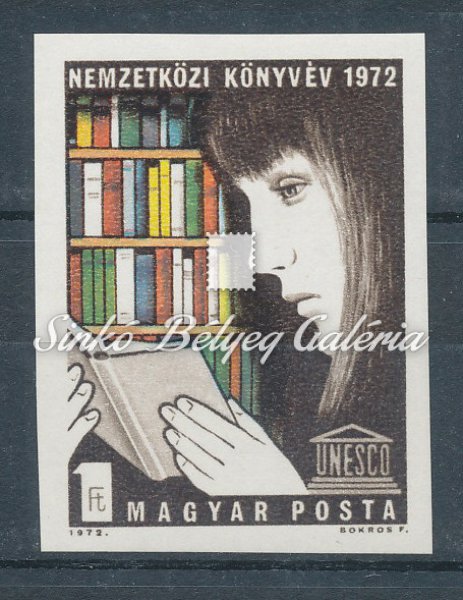 NEMZETKÖZI KÖNYVÉV 1972
Sinkó Bélyeg Galéria
UNESCO
1 Ft
MAGYAR POSTA
1972.
BOKROS F.